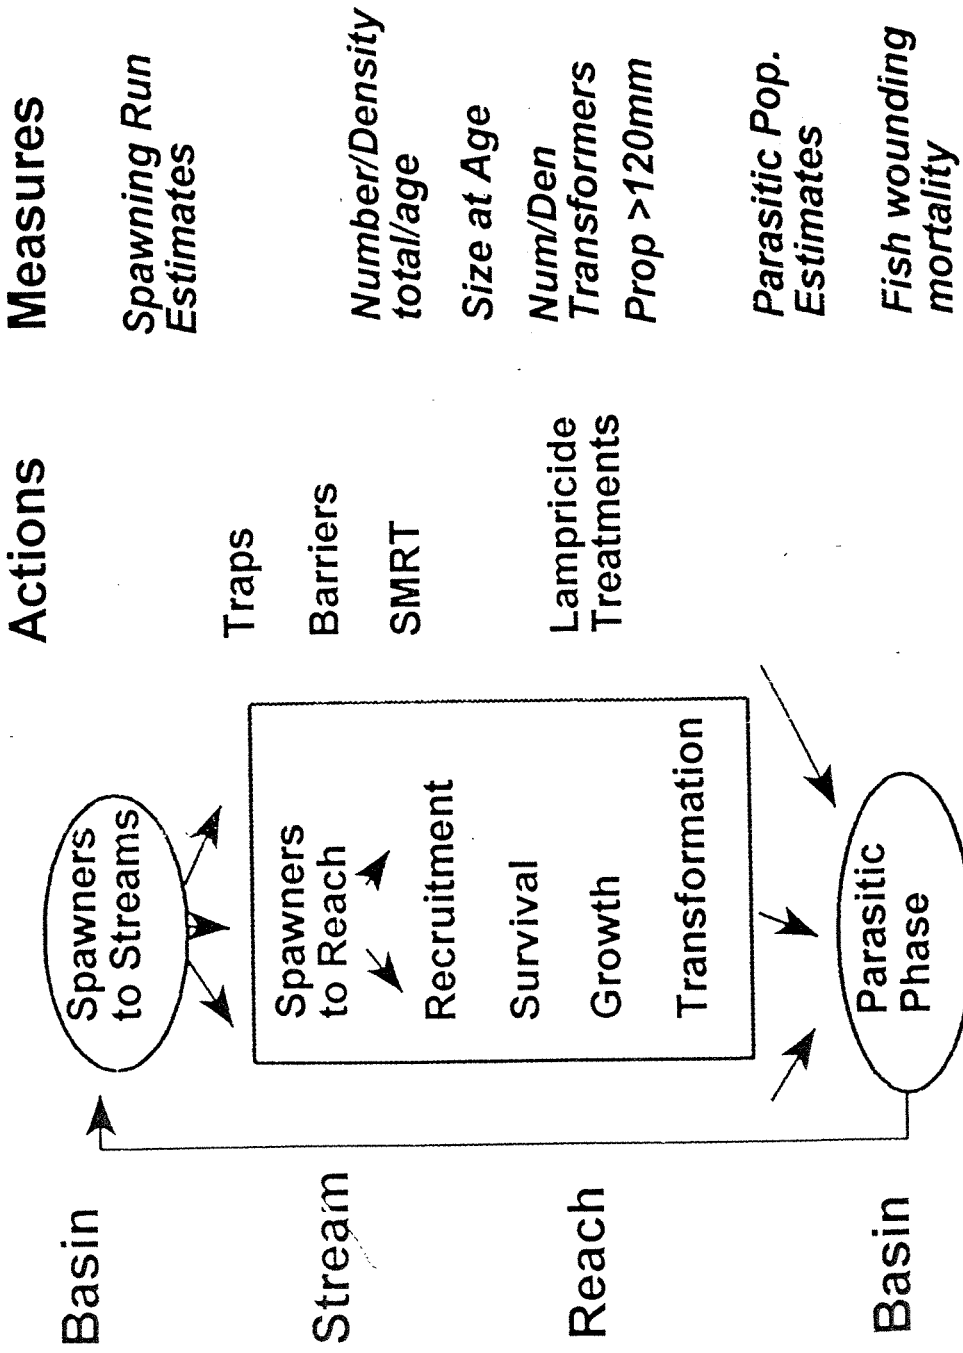 Actions
Measures
Basin
Spawners
to Streams
Spawning Run
Estimates
Traps
Stream
Spawners
to Reach
Barriers
SMRT
Number/Density
total/age
Recruitment
Size at Age
Survival
Reach
Growth
Lampricide
Treatments
Num/Den
Transformers
Prop >120mm
Transformation
Parasitic Pop.
Estimates
Basin
Parasitic
Phase
Fish wounding
mortality